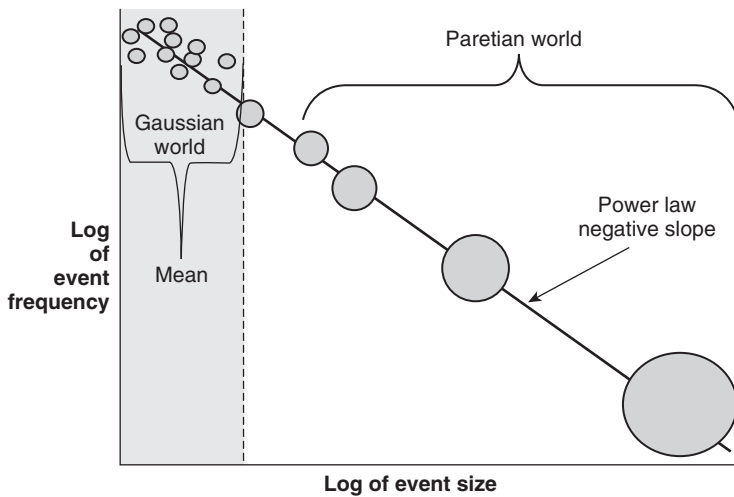 Paretian world
Gaussian
world
Power law
negative slope
Log
of
event
frequency
Mean
Log of event size